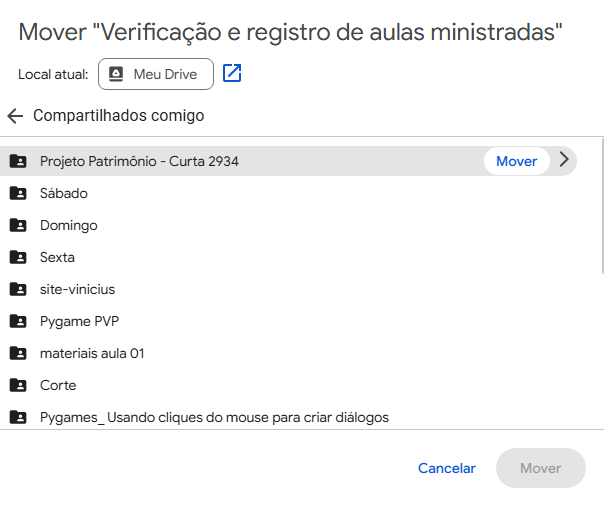 Mover "Verificação e registro de aulas ministradas"
Local atual: Meu Drive
Compartilhados comigo
Projeto Patrimônio - Curta 2934 Mover
Sábado
Domingo
Sexta
site-vinicius
Pygame PVP
materiais aula 01
Corte
Pygames_ Usando cliques do mouse para criar diálogos
Cancelar Mover